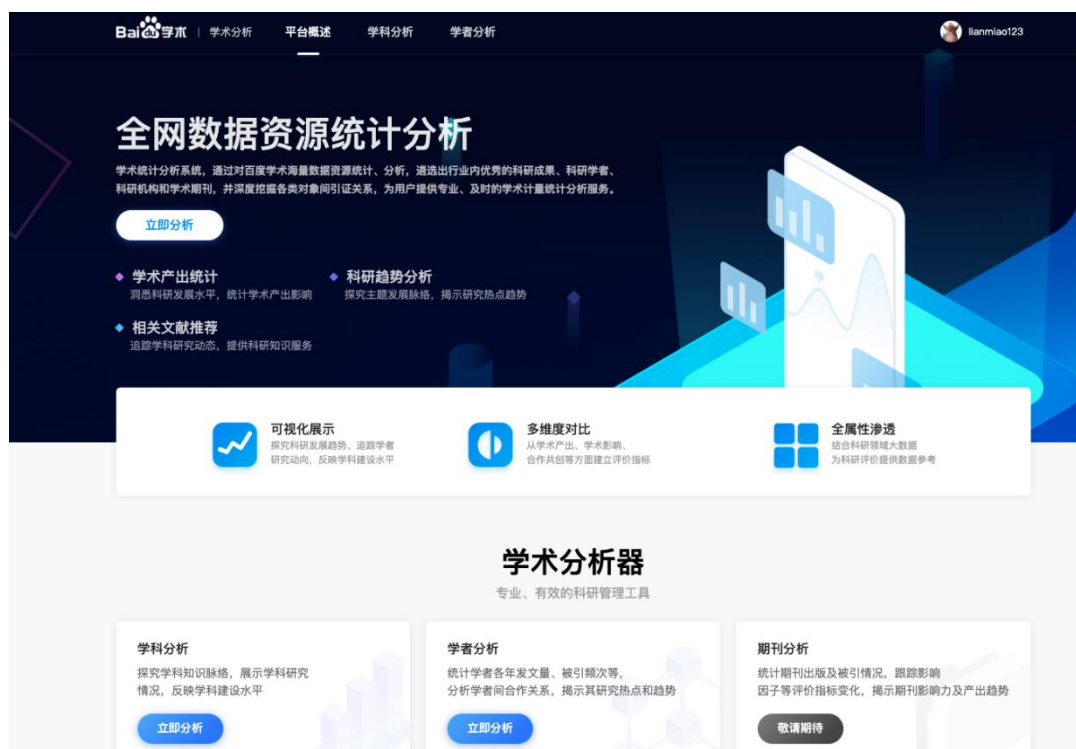 Bai du 学术 | 学术分析 平台概述 学科分析 学者分析 lianmiao123
全网数据资源统计分析
学术统计分析系统，通过对百度学术海量数据资源统计、分析，遴选出行业内优秀的科研成果、科研学者、
科研机构和学术期刊，并深度挖掘各类对象间引证关系，为用户提供专业、及时的学术计量统计分析服务。
立即分析
学术产出统计 科研趋势分析
洞悉科研发展水平，统计学术产出影响 探究主题发展脉络，揭示研究热点趋势
相关文献推荐
追踪学科研究动态，提供科研知识服务
可视化展示 多维度对比 全属性渗透
探究科研发展趋势、追踪学者 从学术产出、学术影响、 结合科研领域大数据
研究动向，反映学科建设水平 合作共创等方面建立评价指标 为科研评价提供数据参考
学术分析器
专业、有效的科研管理工具
学科分析 学者分析 期刊分析
探究学科知识脉络，展示学科研究 统计学者各年发文量、被引频次等， 统计期刊出版及被引情况，跟踪影响
情况，反映学科建设水平 分析学者间合作关系，揭示其研究热点和趋势 因子等评价指标变化，揭示期刊影响力及产出趋势
立即分析 立即分析 敬请期待